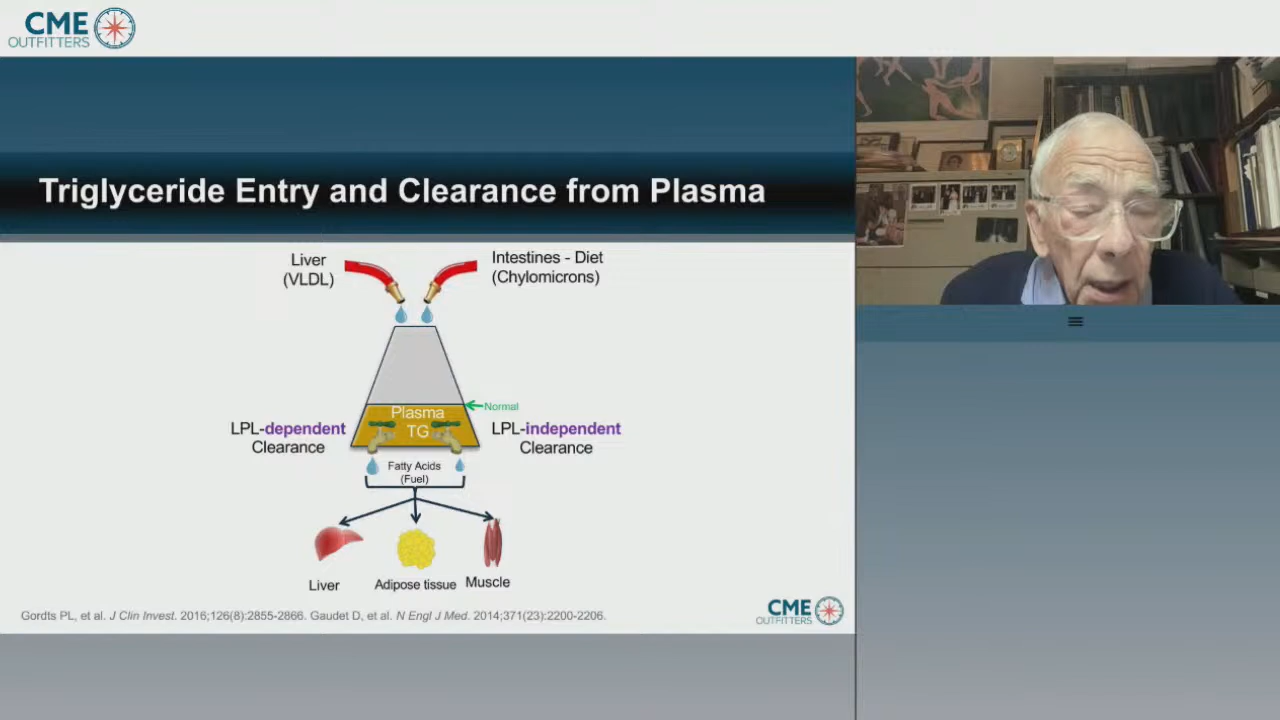 CME
OUTFITTERS
Triglyceride Entry and Clearance from Plasma
Liver
(VLDL)
Intestines - Diet
(Chylomicrons)
Normal
Plasma
TG
LPL-dependent
Clearance
LPL-independent
Clearance
Fatty Acids
(Fuel)
Liver
Adipose tissue
Muscle
Gordts PL, et al. J Clin Invest. 2016;126(8):2855-2866. Gaudet D, et al. N Engl J Med. 2014;371(23):2200-2206.
CME
OUTFITTERS